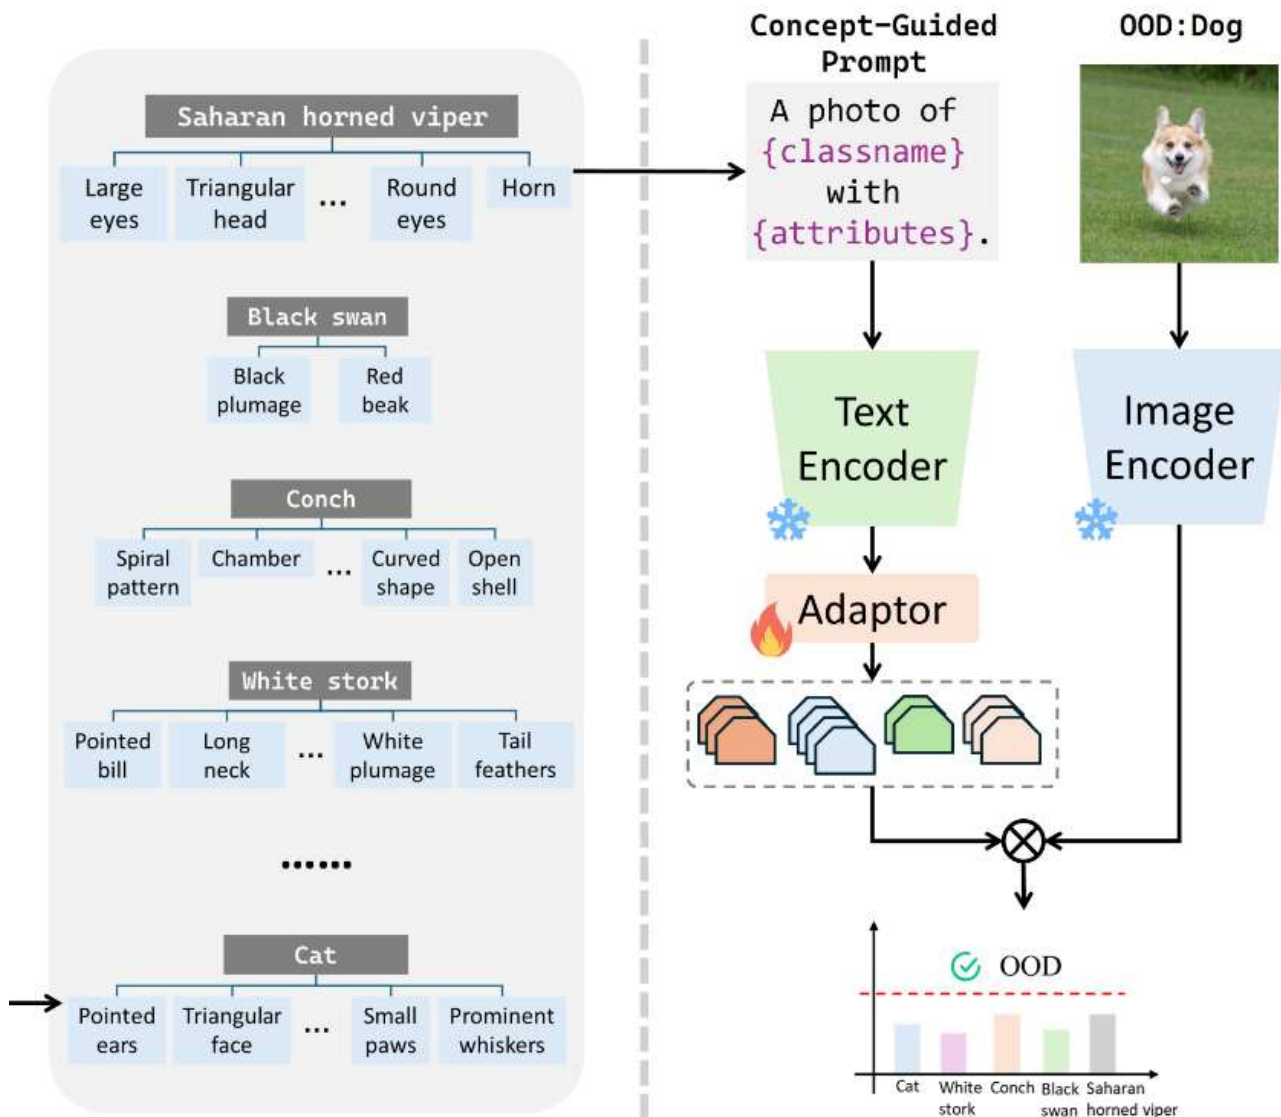 Saharan horned viper
Large
eyes
Triangular
head
...
Round
eyes
Horn
Black swan
Black
plumage
Red
beak
Conch
Spiral
pattern
Chamber
...
Curved
shape
Open
shell
White stork
Pointed
bill
Long
neck
...
White
plumage
Tail
feathers
......
Cat
Pointed
ears
Triangular
face
...
Small
paws
Prominent
whiskers
Concept-Guided
Prompt
A photo of
{classname}
with
{attributes}.
OOD:Dog
Text
Encoder
Image
Encoder
Adaptor
OOD
Cat
White
stork
Conch
Black
swan
Saharan
horned viper